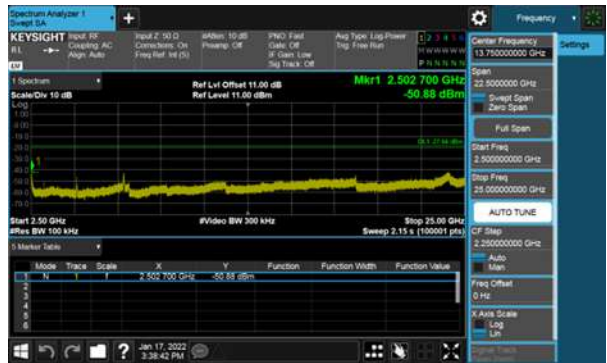 Spectrum Analyzer 1
Swept SA
Frequency
KEYSIGHT Input: RF
Input Z: 50 Ω
#Atten: 10 dB
PNO: Fast
Avg Type: Log-Power
1 2 3 4 5 6
RL
Coupling: AC
Corrections: On
Preamp: Off
Gate: Off
Trig: Free Run
Align: Auto
Freq Ref: Int (S)
IF Gain: Low
Sig Track: Off
P N N N N N
Center Frequency
13.750000000 GHz
Settings
Span
22.5000000 GHz
Swept Span
Zero Span
Full Span
Start Freq
2.500000000 GHz
Stop Freq
25.000000000 GHz
AUTO TUNE
CF Step
2.250000000 GHz
Auto
Man
Freq Offset
0 Hz
X Axis Scale
Log
Lin
1 Spectrum
Scale/Div 10 dB
Ref Lvl Offset 11.00 dB
Ref Level 11.00 dBm
Mkr1 2.502 700 GHz
-50.88 dBm
Log
1.00
1
Start 2.50 GHz
#Res BW 100 kHz
#Video BW 300 kHz
Stop 25.00 GHz
Sweep 2.15 s (100001 pts)
5 Marker Table
Mode Trace Scale X Y Function Function Width Function Value
1 N 1 f 2.502 700 GHz -50.88 dBm
2
3
4
5
6
Jan 17, 2022
3:38:42 PM